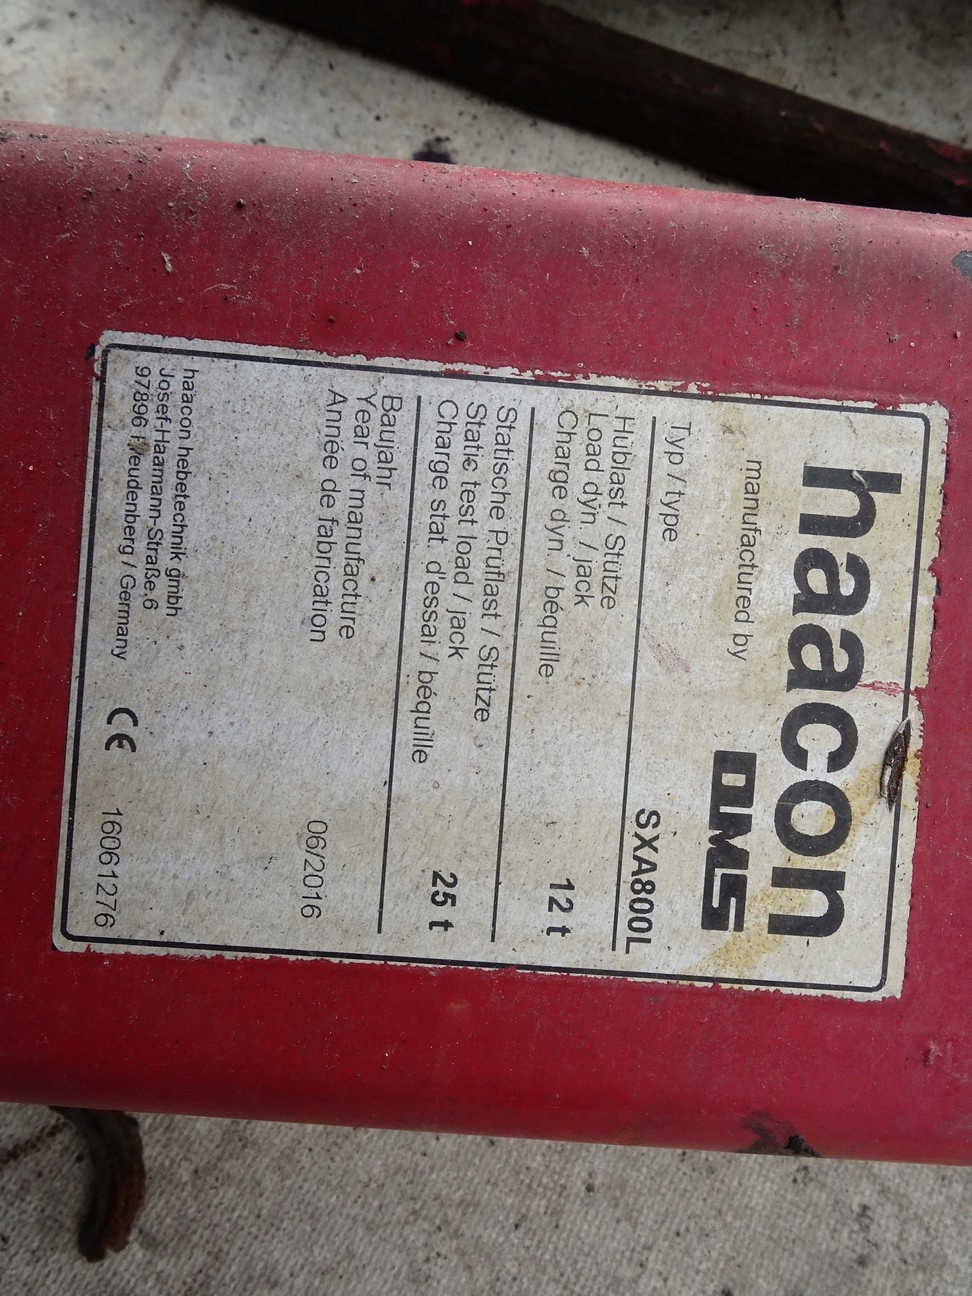 haacon
manufactured by OMS
Typ / type SXA800L
Hublast / Stütze
Load dyn. / jack
Charge dyn. / béquille 12 t
Statische Prüflast / Stütze
Static test load / jack
Charge stat. d'essai / béquille 25 t
Baujahr
Year of manufacture
Année de fabrication 06/2016
haacon hebetechnik gmbh
Josef-Haamann-Straße 6
97896 Freudenberg / Germany CE 16061276